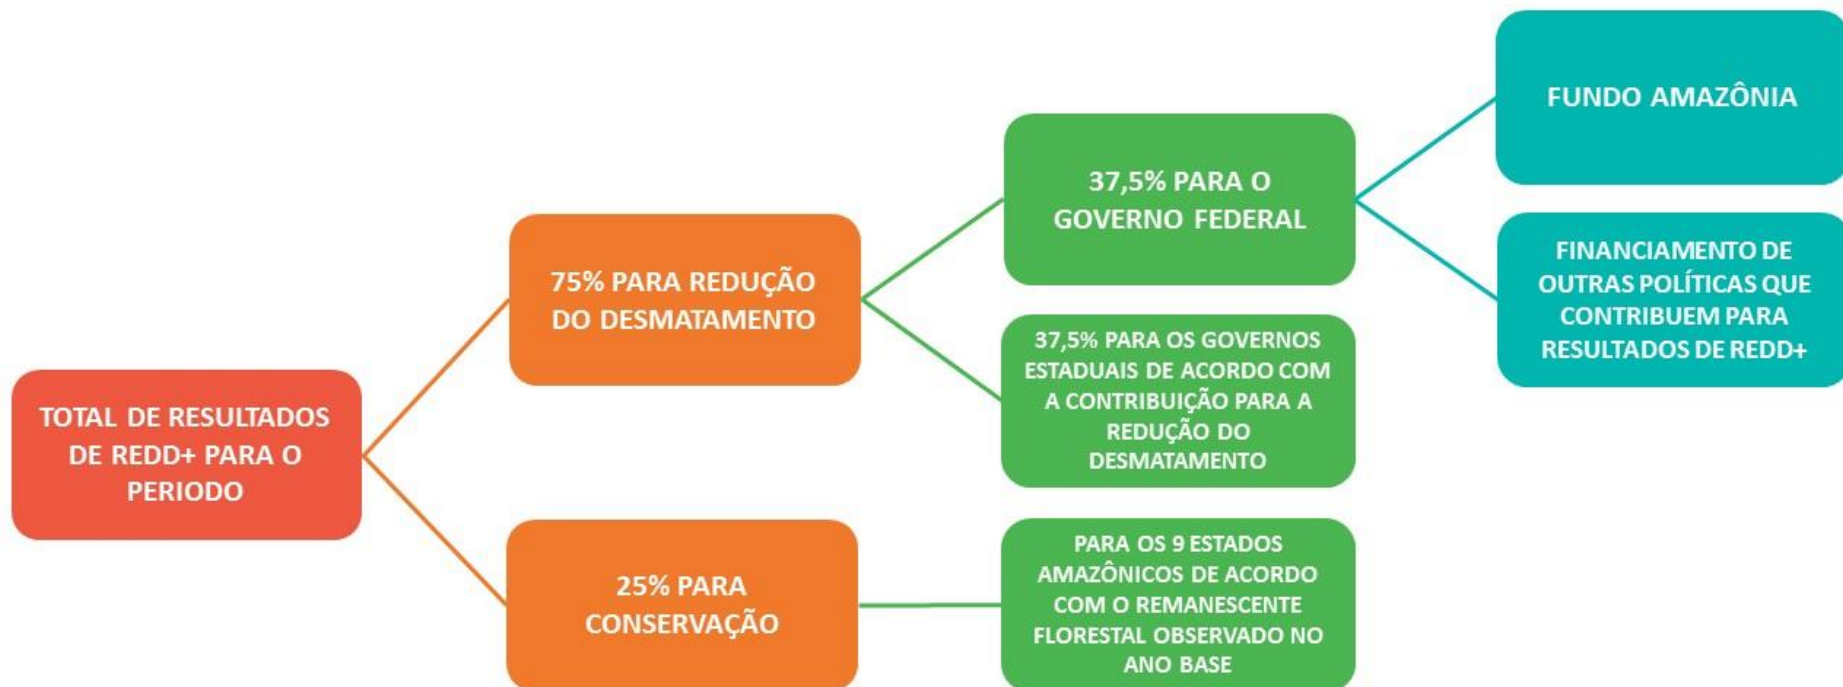 TOTAL DE RESULTADOS
DE REDD+ PARA O
PERIODO
75% PARA REDUÇÃO
DO DESMATAMENTO
25% PARA
CONSERVAÇÃO
37,5% PARA O
GOVERNO FEDERAL
37,5% PARA OS GOVERNOS
ESTADUAIS DE ACORDO COM
A CONTRIBUIÇÃO PARA A
REDUÇÃO DO
DESMATAMENTO
PARA OS 9 ESTADOS
AMAZÔNICOS DE ACORDO
COM O REMANESCENTE
FLORESTAL OBSERVADO NO
ANO BASE
FUNDO AMAZÔNIA
FINANCIAMENTO DE
OUTRAS POLÍTICAS QUE
CONTRIBUEM PARA
RESULTADOS DE REDD+